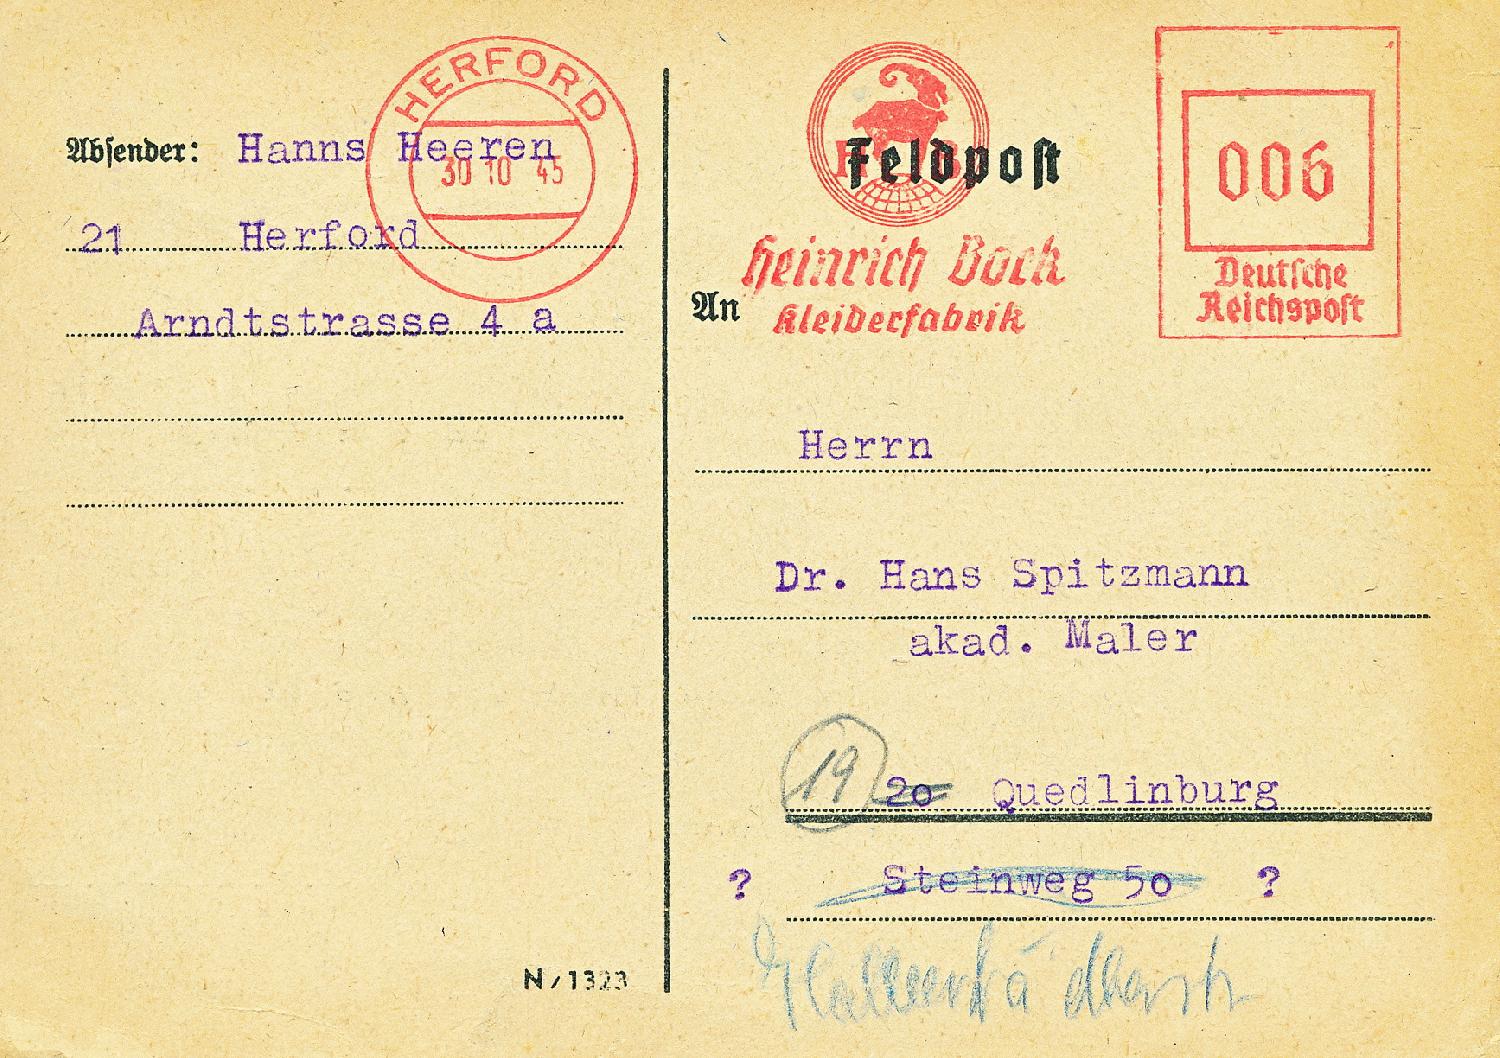 HERFORD
30 10 45
Absender: Hanns Heeren
21 Herford
Arndtstrasse 4 a
N/1323
Feldpost
Heinrich Bock
Kleiderfabrik
006
Deutsche
Reichspost
An
Herrn
Dr. Hans Spitzmann
akad. Maler
19 20 Quedlinburg
? Steinweg 50 ?